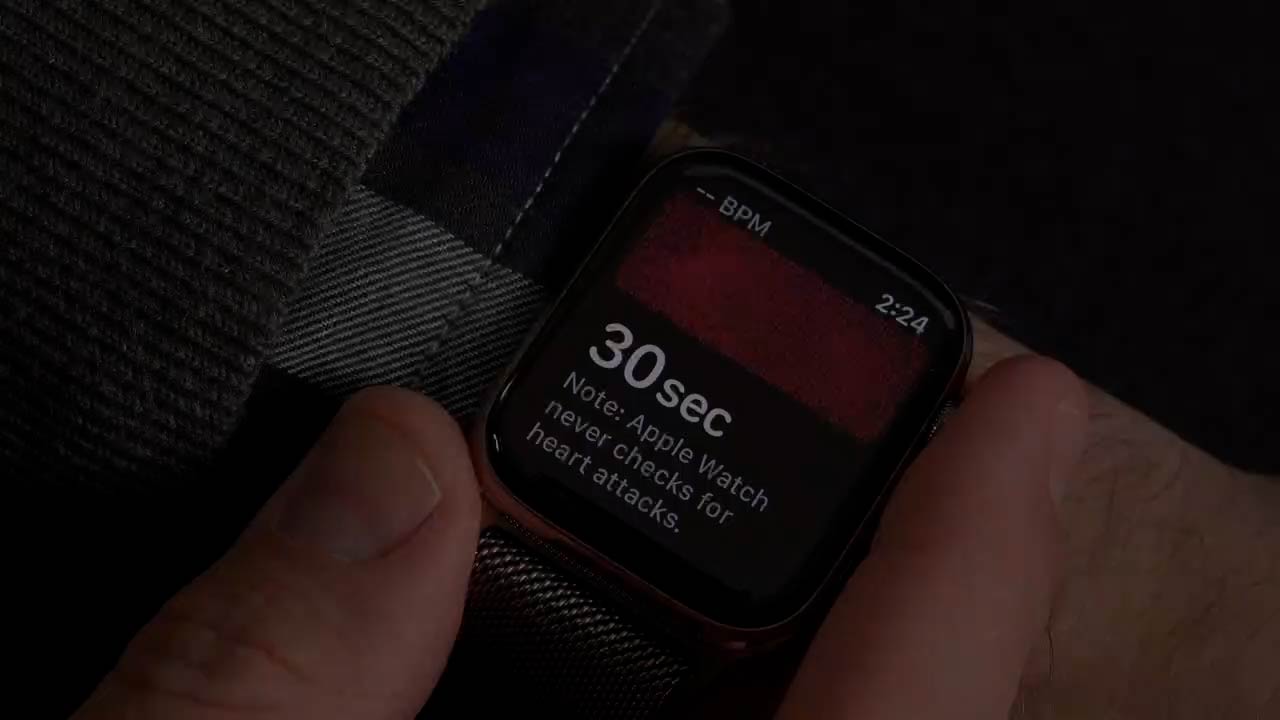 -- BPM
2:24
30sec
Note: Apple Watch
never checks for
heart attacks.